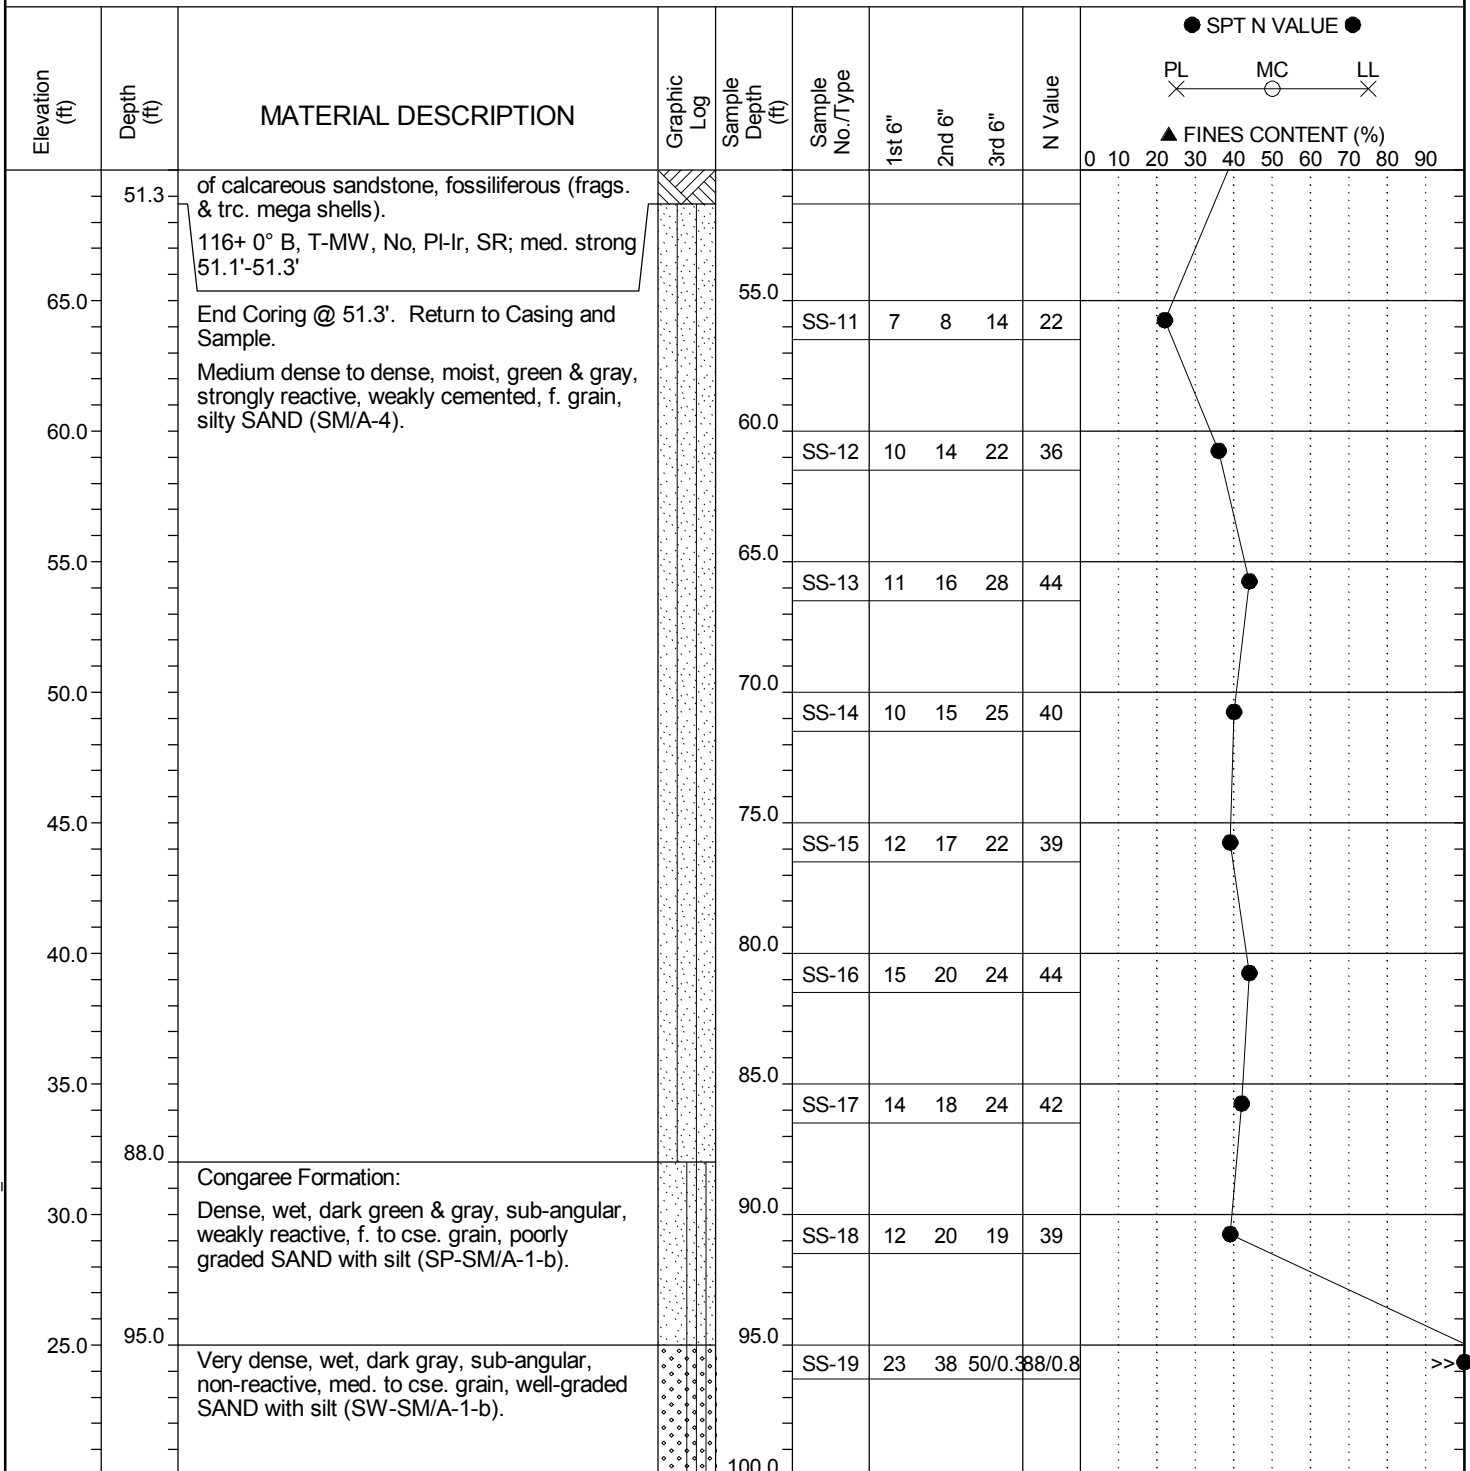 ● SPT N VALUE ●
PL MC LL
▲ FINES CONTENT (%)
0 10 20 30 40 50 60 70 80 90
Elevation
(ft)
Depth
(ft)
MATERIAL DESCRIPTION
Graphic
Log
Sample
Depth
(ft)
Sample
No./Type
1st 6"
2nd 6"
3rd 6"
N Value
51.3
of calcareous sandstone, fossiliferous (frags.
& trc. mega shells).
116+ 0° B, T-MW, No, Pl-Ir, SR; med. strong
51.1'-51.3'
65.0
End Coring @ 51.3'. Return to Casing and
Sample.
55.0
SS-11 7 8 14 22
Medium dense to dense, moist, green & gray,
strongly reactive, weakly cemented, f. grain,
silty SAND (SM/A-4).
60.0
60.0
SS-12 10 14 22 36
55.0
65.0
SS-13 11 16 28 44
50.0
70.0
SS-14 10 15 25 40
45.0
75.0
SS-15 12 17 22 39
40.0
80.0
SS-16 15 20 24 44
35.0
85.0
SS-17 14 18 24 42
88.0
Congaree Formation:
Dense, wet, dark green & gray, sub-angular,
weakly reactive, f. to cse. grain, poorly
graded SAND with silt (SP-SM/A-1-b).
30.0
90.0
SS-18 12 20 19 39
25.0
95.0
95.0
Very dense, wet, dark gray, sub-angular,
non-reactive, med. to cse. grain, well-graded
SAND with silt (SW-SM/A-1-b).
SS-19 23 38 50/0.3 88/0.8 >>
100.0